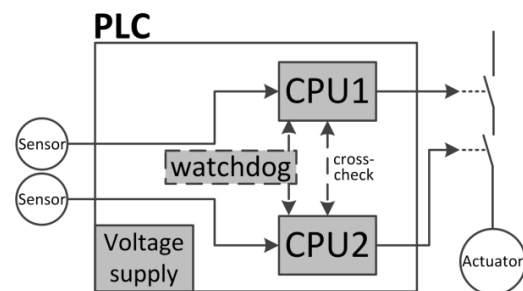 PLC
CPU1
Sensor
watchdog
cross-
check
Sensor
CPU2
Voltage
supply
Actuator